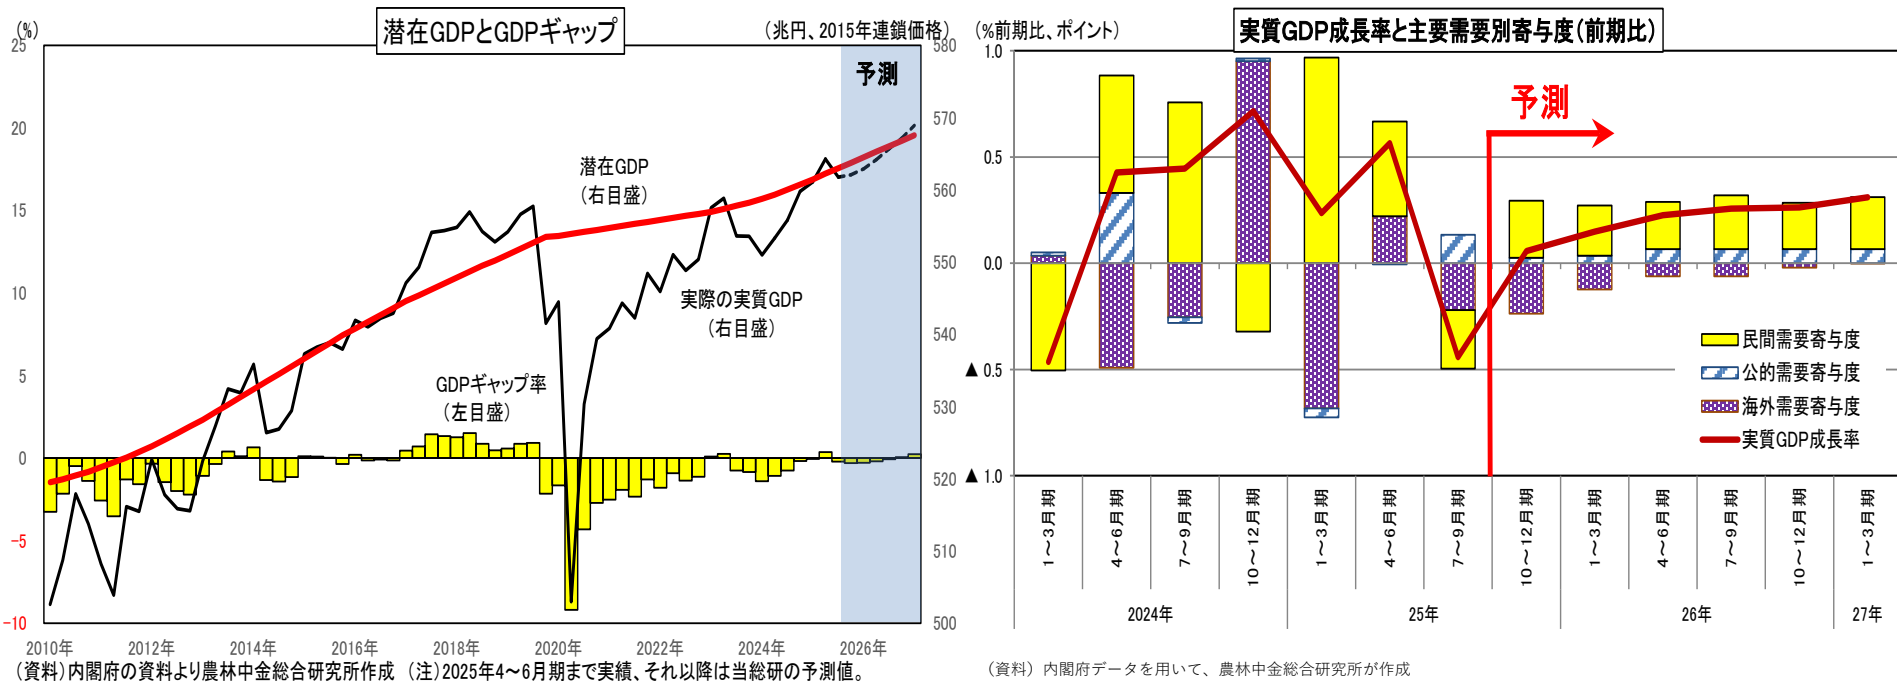 潜在GDPとGDPギャップ
(%)
(兆円、2015年連鎖価格)
25
20
15
10
5
0
-5
-10
580
570
560
550
540
530
520
510
500
予測
潜在GDP
(右目盛)
実際の実質GDP
(右目盛)
GDPギャップ率
(左目盛)
2010年 2012年 2014年 2016年 2018年 2020年 2022年 2024年 2026年
(資料)内閣府の資料より農林中金総合研究所作成 (注)2025年4～6月期まで実績、それ以降は当総研の予測値。
(%前期比、ポイント)
実質GDP成長率と主要需要別寄与度(前期比)
1.0
0.5
0.0
▲ 0.5
▲ 1.0
予測
民間需要寄与度
公的需要寄与度
海外需要寄与度
実質GDP成長率
1～3月期 4～6月期 7～9月期 10～12月期 1～3月期 4～6月期 7～9月期 10～12月期 1～3月期 4～6月期 7～9月期 10～12月期 1～3月期
2024年 25年 26年 27年
(資料) 内閣府データを用いて、農林中金総合研究所が作成